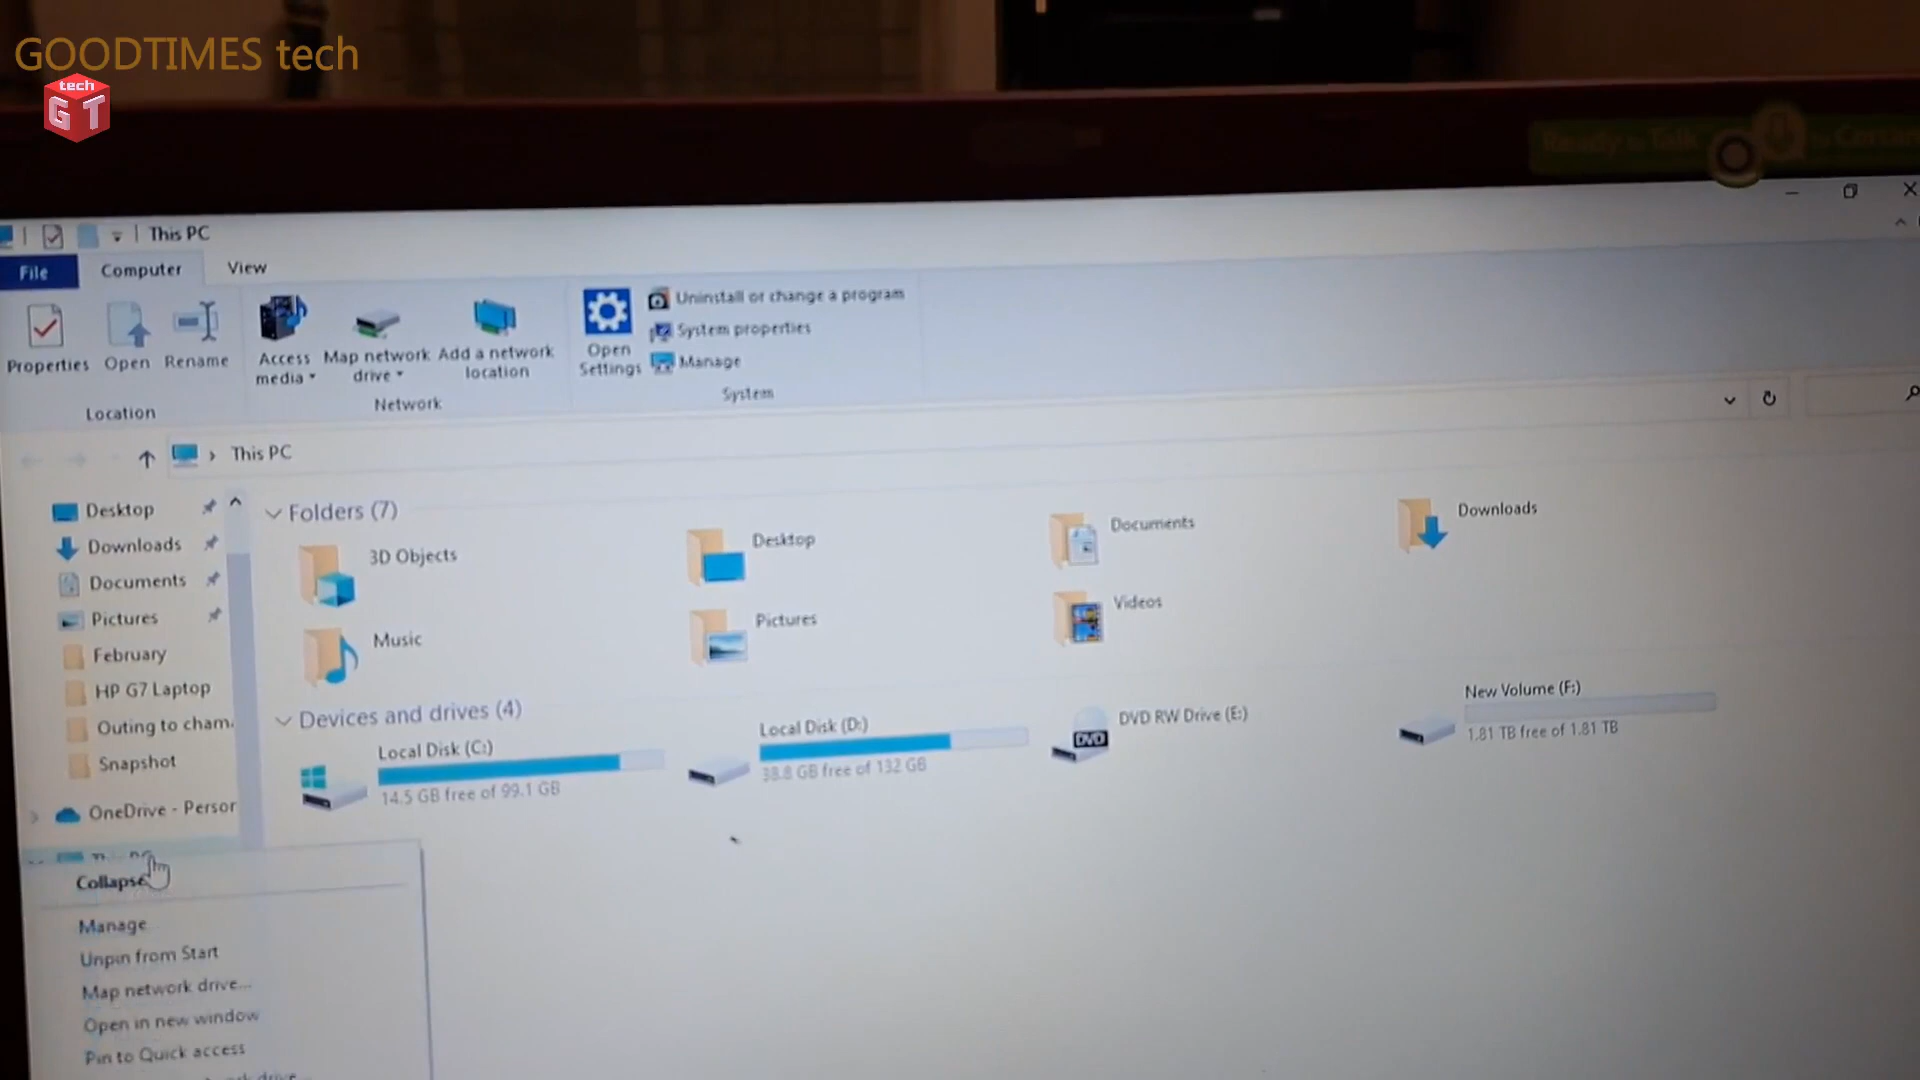 GOODTIMES tech
tech
GT
Ready to Talk
This PC
File
Computer
View
Properties
Open
Rename
Access media
Map network drive
Add a network location
Open Settings
Uninstall or change a program
System properties
Manage
Location
Network
System
This PC
Desktop
Downloads
Documents
Pictures
February
HP G7 Laptop
Outing to cham.
Snapshot
OneDrive - Person
Folders (7)
3D Objects
Desktop
Documents
Downloads
Music
Pictures
Videos
Devices and drives (4)
Local Disk (C:)
14.5 GB free of 99.1 GB
Local Disk (D:)
38.8 GB free of 132 GB
DVD RW Drive (E:)
DVD
New Volume (F:)
1.81 TB free of 1.81 TB
Collapse
Manage
Unpin from Start
Map network drive...
Open in new window
Pin to Quick access